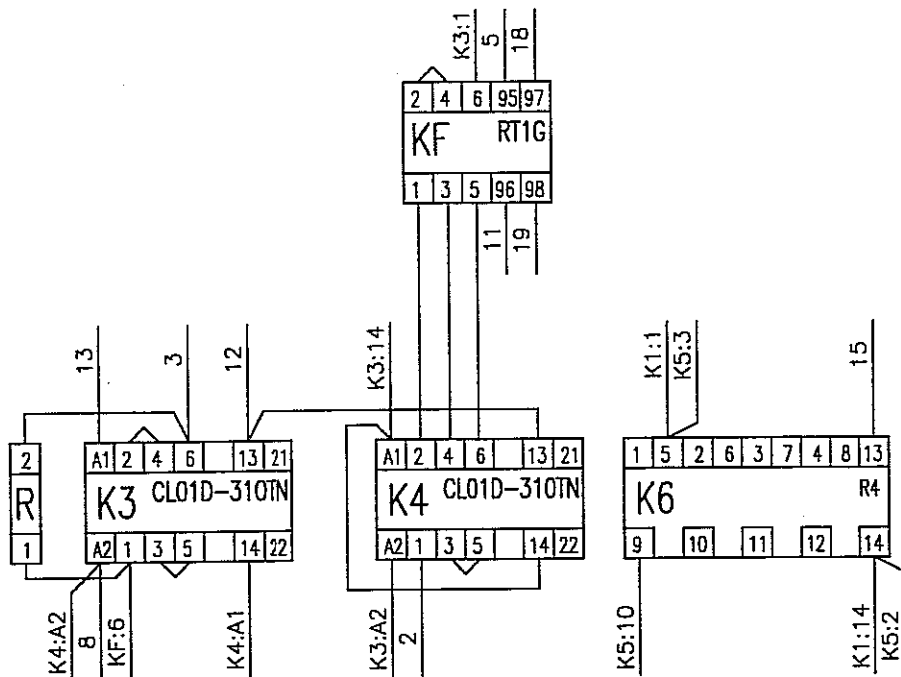 K3:1 5 18
2 4 6 95 97
KF RT1G
1 3 5 96 98
11 19
13 3 12 K3:14 K1:1 K5:3 15
2 A1 2 4 6 13 21 A1 2 4 6 13 21 1 5 2 6 3 7 4 8 13
R K3 CL01D-310TN K4 CL01D-310TN K6 R4
1 A2 1 3 5 14 22 A2 1 3 5 14 22 9 10 11 12 14
K4:A2 8 KF:6 K4:A1 K3:A2 2 K5:10 K1:14 K5:2